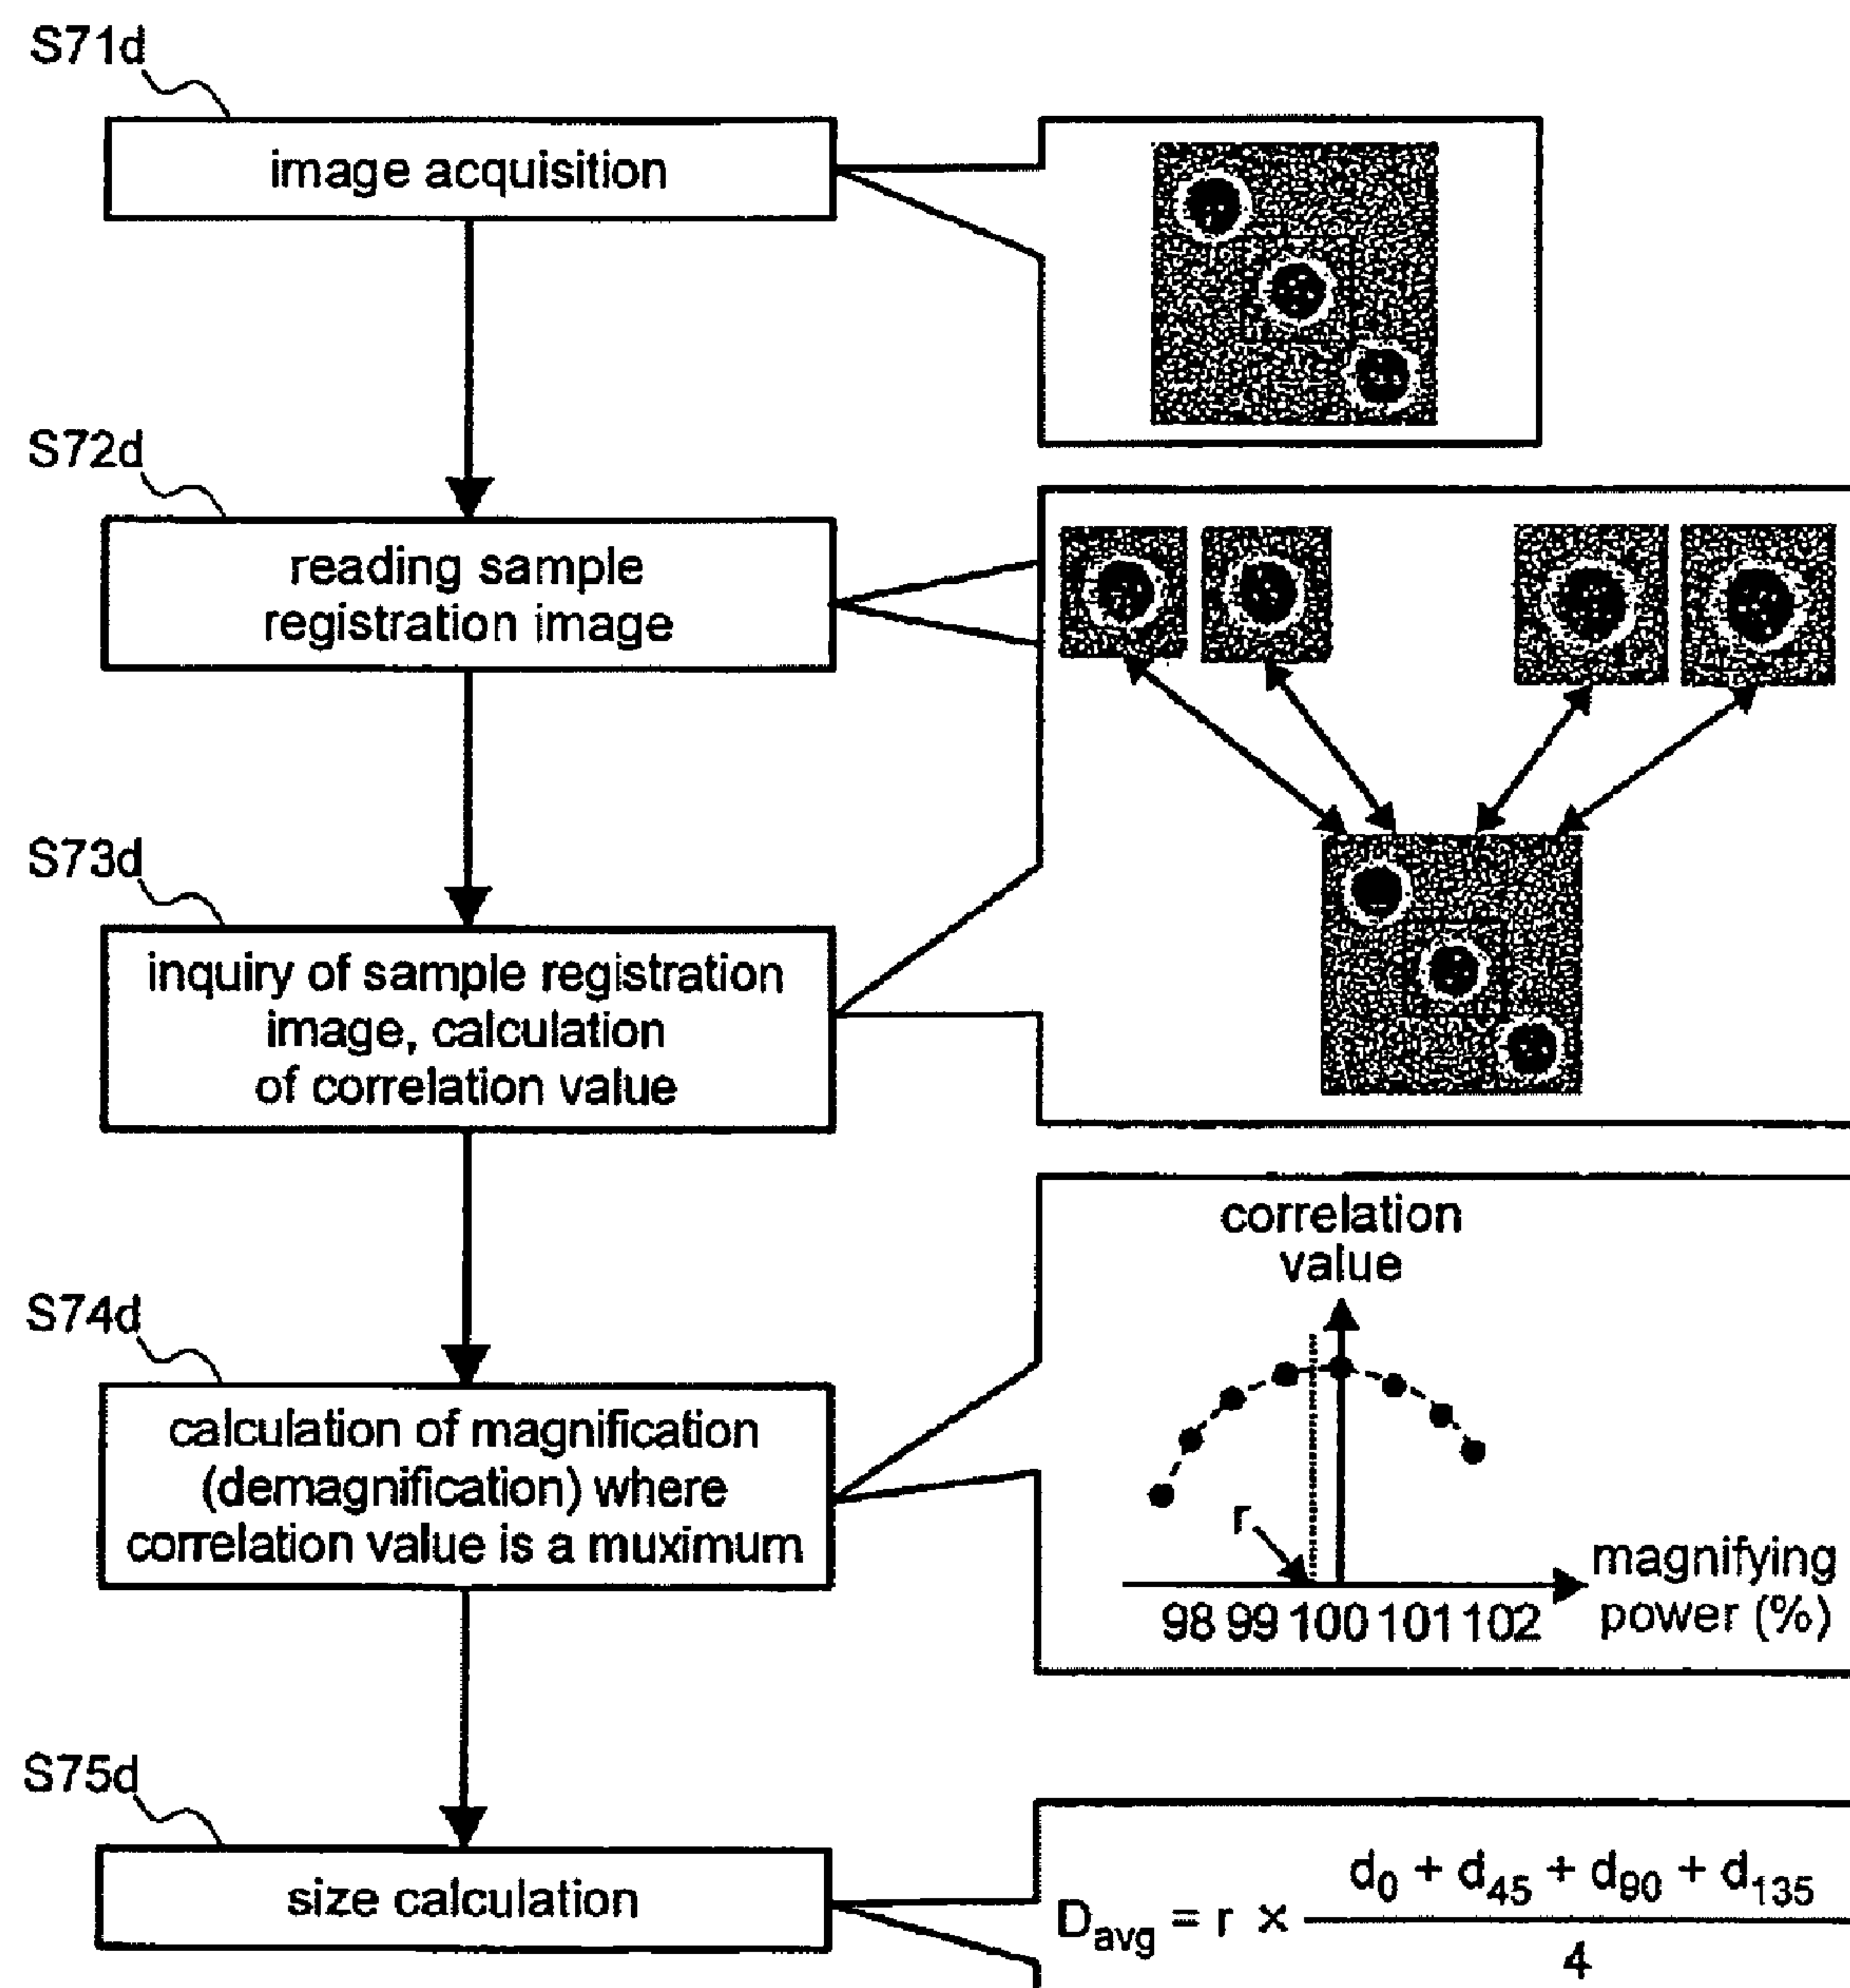 S71d
image acquisition
S72d
reading sample
registration image
S73d
inquiry of sample registration
image, calculation
of correlation value
correlation
value
S74d
calculation of magnification
(demagnification) where
correlation value is a muximum
r
98 99 100 101 102
magnifying
power (%)
S75d
size calculation
D_avg = r × (d_0 + d_45 + d_90 + d_135) / 4